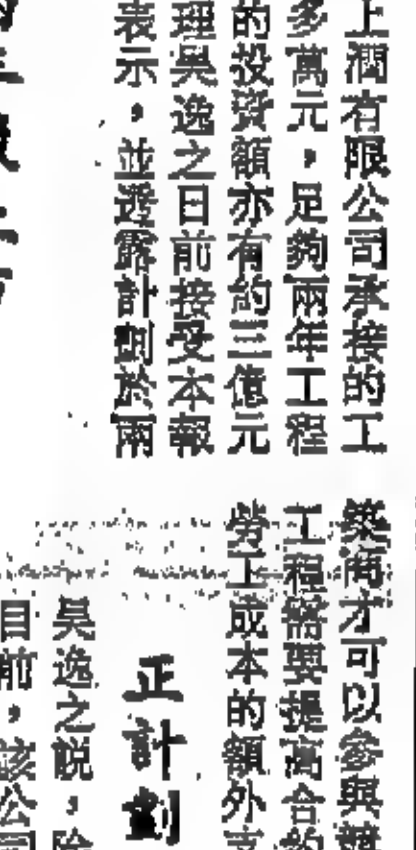 上潤有限公司承接的工
多萬元，足夠兩年工程
的投資額亦有約三億元
理吳逸之日前接受本報
表示，並透露計劃於兩
築商才可以參與競
工程需要提高合約
勞工成本的額外支
正計劃
吳逸之說，除
目前，該公司